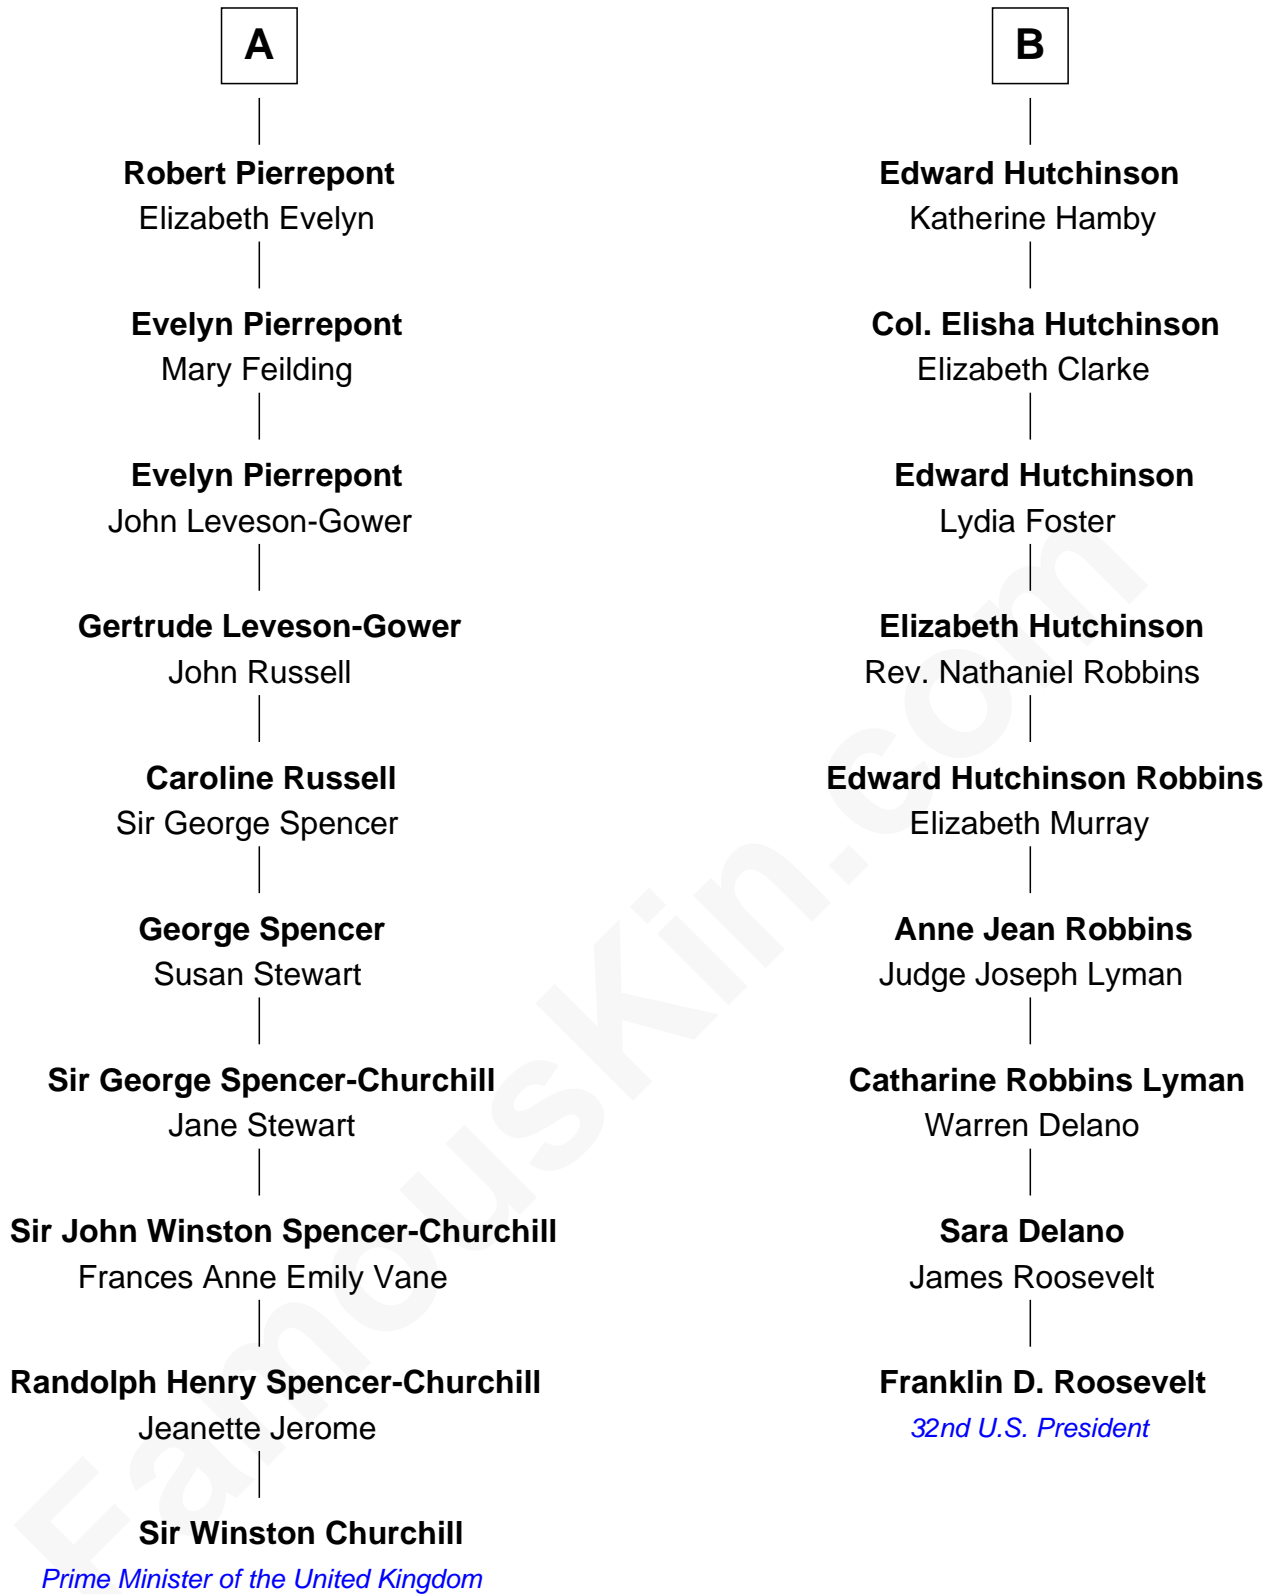 A
Robert Pierrepont
Elizabeth Evelyn
Evelyn Pierrepont
Mary Feilding
Evelyn Pierrepont
John Leveson-Gower
Gertrude Leveson-Gower
John Russell
Caroline Russell
Sir George Spencer
George Spencer
Susan Stewart
Sir George Spencer-Churchill
Jane Stewart
Sir John Winston Spencer-Churchill
Frances Anne Emily Vane
Randolph Henry Spencer-Churchill
Jeanette Jerome
Sir Winston Churchill
Prime Minister of the United Kingdom
B
Edward Hutchinson
Katherine Hamby
Col. Elisha Hutchinson
Elizabeth Clarke
Edward Hutchinson
Lydia Foster
Elizabeth Hutchinson
Rev. Nathaniel Robbins
Edward Hutchinson Robbins
Elizabeth Murray
Anne Jean Robbins
Judge Joseph Lyman
Catharine Robbins Lyman
Warren Delano
Sara Delano
James Roosevelt
Franklin D. Roosevelt
32nd U.S. President
FamousKin.com